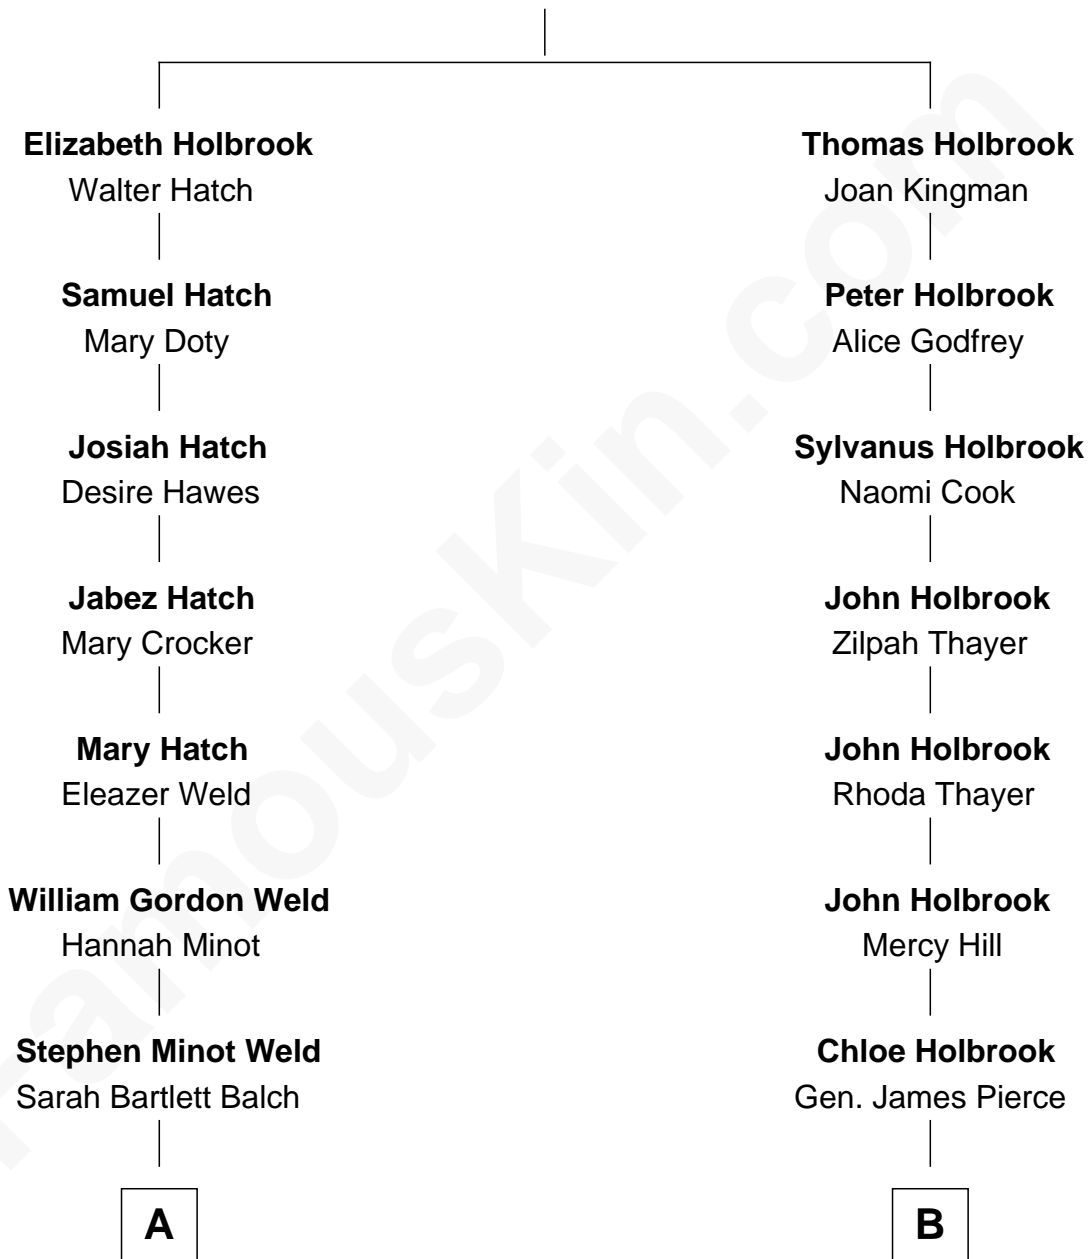 Elizabeth Holbrook
Walter Hatch
Thomas Holbrook
Joan Kingman
Samuel Hatch
Mary Doty
Peter Holbrook
Alice Godfrey
Josiah Hatch
Desire Hawes
Sylvanus Holbrook
Naomi Cook
Jabez Hatch
Mary Crocker
John Holbrook
Zilpah Thayer
Mary Hatch
Eleazer Weld
John Holbrook
Rhoda Thayer
William Gordon Weld
Hannah Minot
John Holbrook
Mercy Hill
Stephen Minot Weld
Sarah Bartlett Balch
Chloe Holbrook
Gen. James Pierce
A
B
FamousKin.com